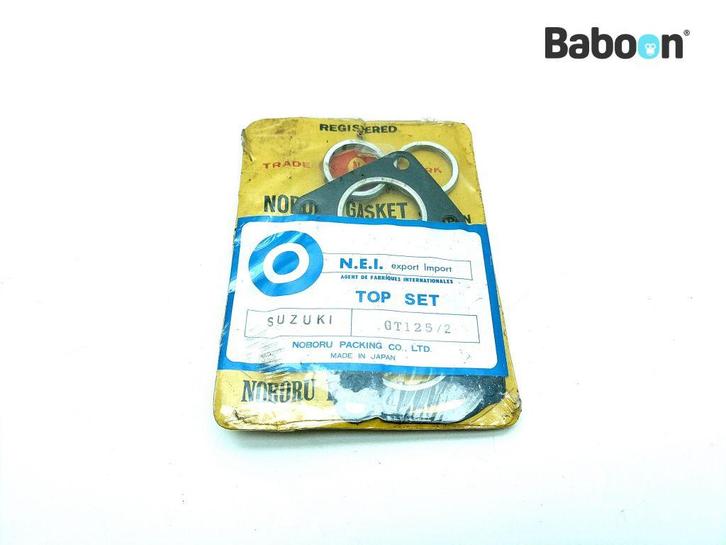 Baboon®
REGISTERED
TRADE
NOBORU GASKET
N.E.I. export import
AGENT DE FABRIQUES INTERNATIONALES
TOP SET
SUZUKI GT125/2
NOBORU PACKING CO., LTD.
MADE IN JAPAN
NOBORU